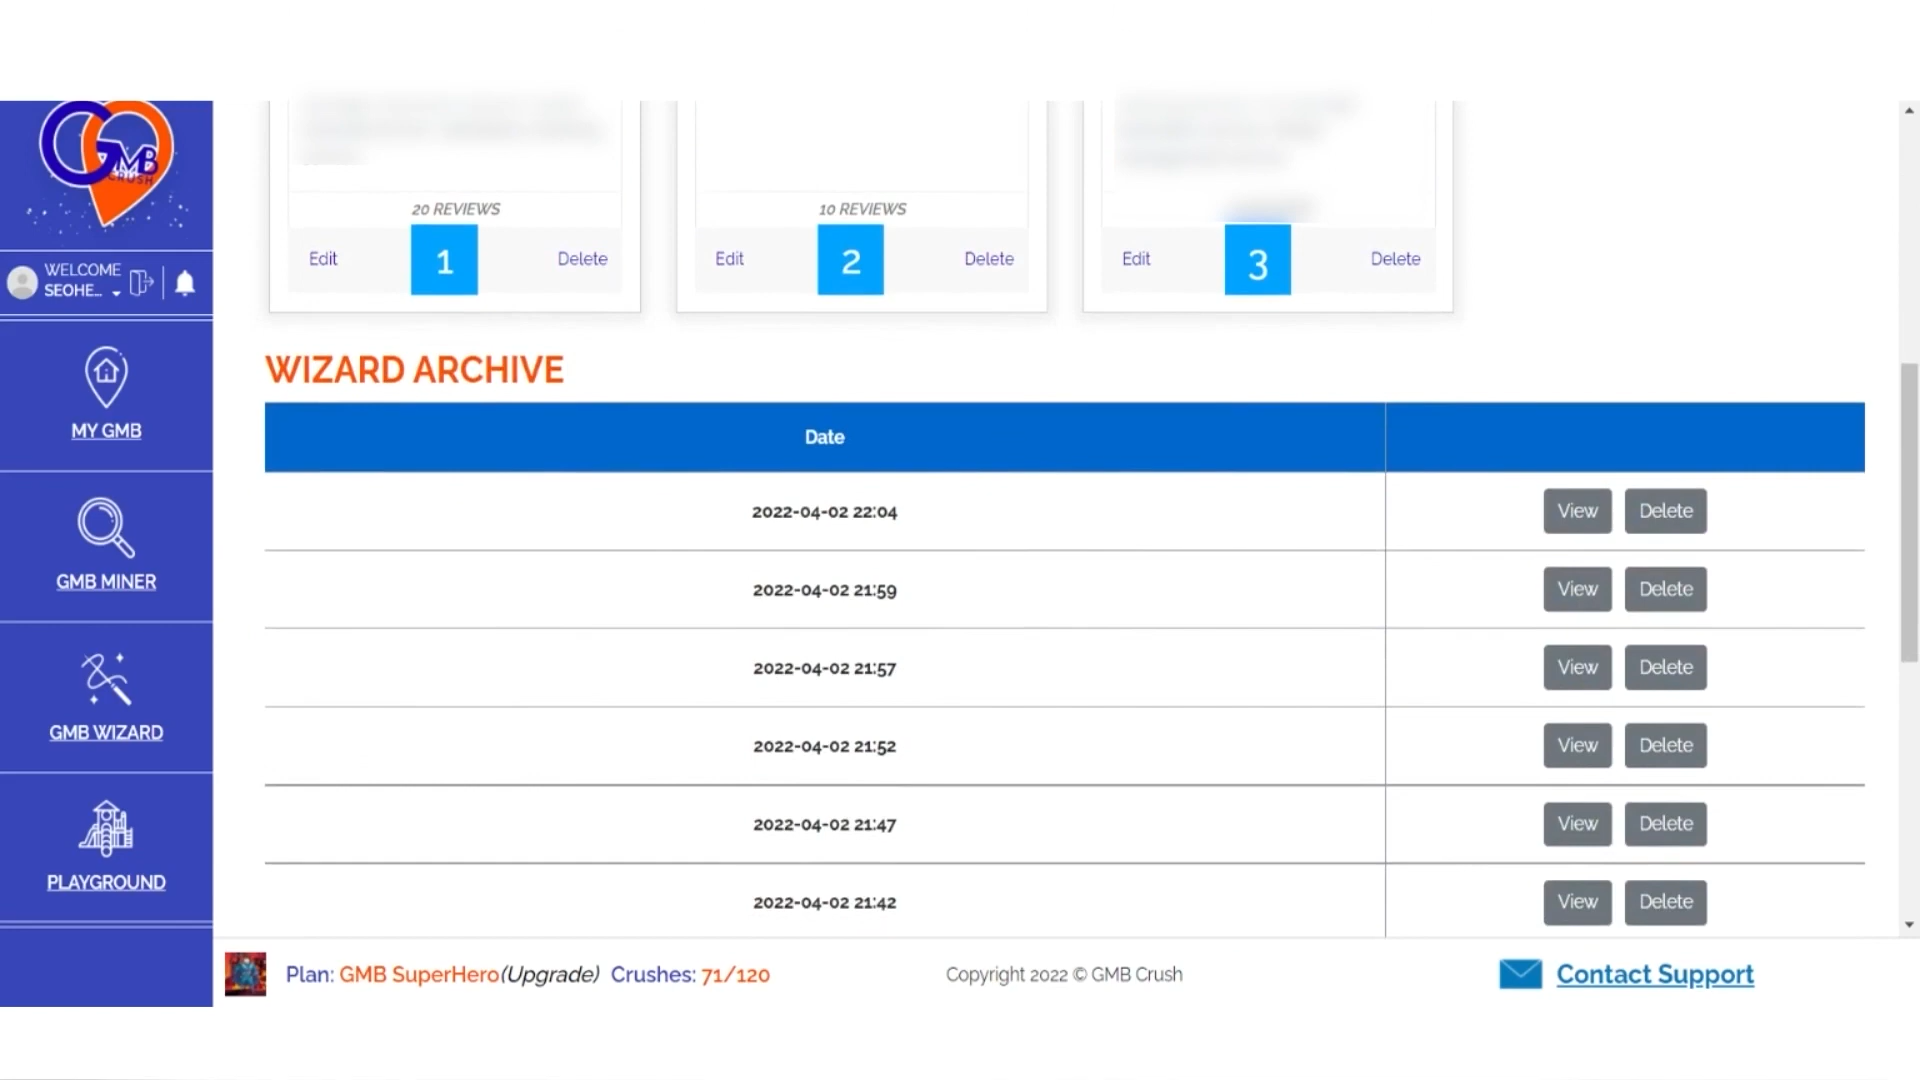 GMB
CRUSH
WELCOME
SEOHE...
MY GMB
GMB MINER
GMB WIZARD
PLAYGROUND
20 REVIEWS
10 REVIEWS
Edit 1 Delete
Edit 2 Delete
Edit 3 Delete
WIZARD ARCHIVE
Date
2022-04-02 22:04 View Delete
2022-04-02 21:59 View Delete
2022-04-02 21:57 View Delete
2022-04-02 21:52 View Delete
2022-04-02 21:47 View Delete
2022-04-02 21:42 View Delete
Plan: GMB SuperHero(Upgrade) Crushes: 71/120
Copyright 2022 © GMB Crush
Contact Support